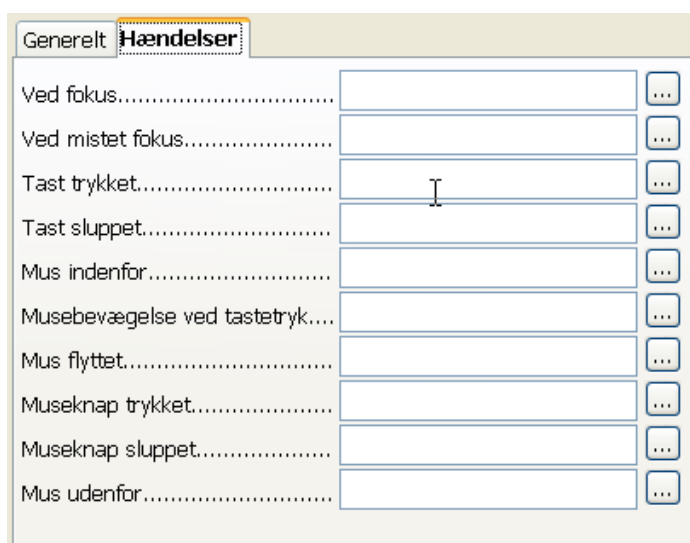 Generelt Hændelser
Ved fokus................................ ...
Ved mistet fokus...................... ...
Tast trykket............................. ...
Tast sluppet............................ ...
Mus indenfor........................... ...
Musebevægelse ved tastetryk.... ...
Mus flyttet............................... ...
Museknap trykket..................... ...
Museknap sluppet.................... ...
Mus udenfor............................ ...